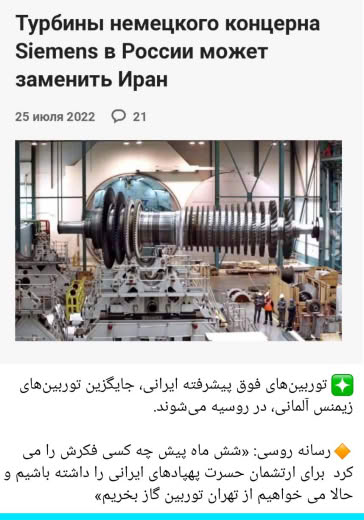 Турбины немецкого концерна
Siemens в России может
заменить Иран
25 июля 2022 21
توربین‌های فوق پیشرفته ایرانی، جایگزین توربین‌های
زیمنس آلمانی، در روسیه می‌شوند.
رسانه روسی: «شش ماه پیش چه کسی فکرش را می
کرد برای ارتشمان حسرت پهپادهای ایرانی را داشته باشیم و
حالا می خواهیم از تهران توربین گاز بخریم»